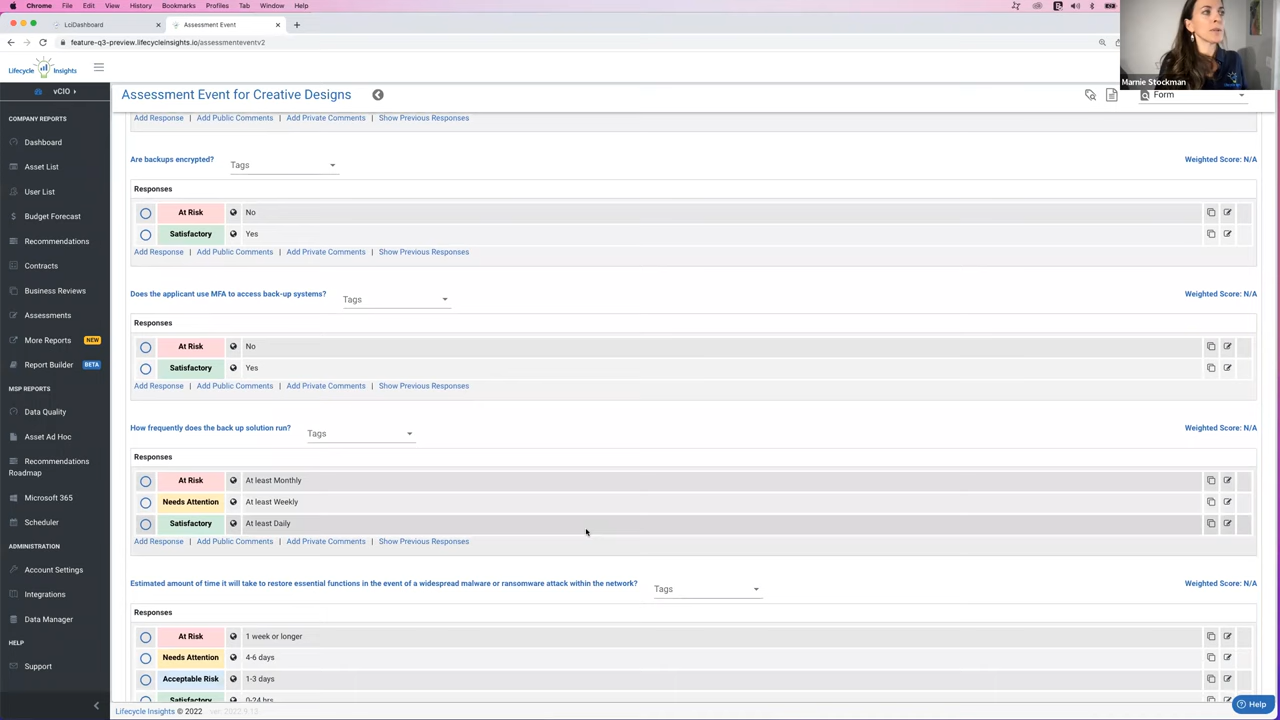 Chrome File Edit View History Bookmarks Profiles Tab Window Help
LciDashboard
Assessment Event
feature-q3-preview.lifecycleinsights.io/assessmenteventv2
Marnie Stockman
Lifecycle Insights
vCIO
Assessment Event for Creative Designs
Form
COMPANY REPORTS
Dashboard
Asset List
User List
Budget Forecast
Recommendations
Contracts
Business Reviews
Assessments
More Reports NEW
Report Builder BETA
MSP REPORTS
Data Quality
Asset Ad Hoc
Recommendations
Roadmap
Microsoft 365
Scheduler
ADMINISTRATION
Account Settings
Integrations
Data Manager
HELP
Support
Add Response | Add Public Comments | Add Private Comments | Show Previous Responses
Are backups encrypted? Tags Weighted Score: N/A
Responses
At Risk No
Satisfactory Yes
Add Response | Add Public Comments | Add Private Comments | Show Previous Responses
Does the applicant use MFA to access back-up systems? Tags Weighted Score: N/A
Responses
At Risk No
Satisfactory Yes
Add Response | Add Public Comments | Add Private Comments | Show Previous Responses
How frequently does the back up solution run? Tags Weighted Score: N/A
Responses
At Risk At least Monthly
Needs Attention At least Weekly
Satisfactory At least Daily
Add Response | Add Public Comments | Add Private Comments | Show Previous Responses
Estimated amount of time it will take to restore essential functions in the event of a widespread malware or ransomware attack within the network? Tags Weighted Score: N/A
Responses
At Risk 1 week or longer
Needs Attention 4-6 days
Acceptable Risk 1-3 days
Satisfactory 0-24 hrs
Lifecycle Insights © 2022 ver 2022.9.13
Help